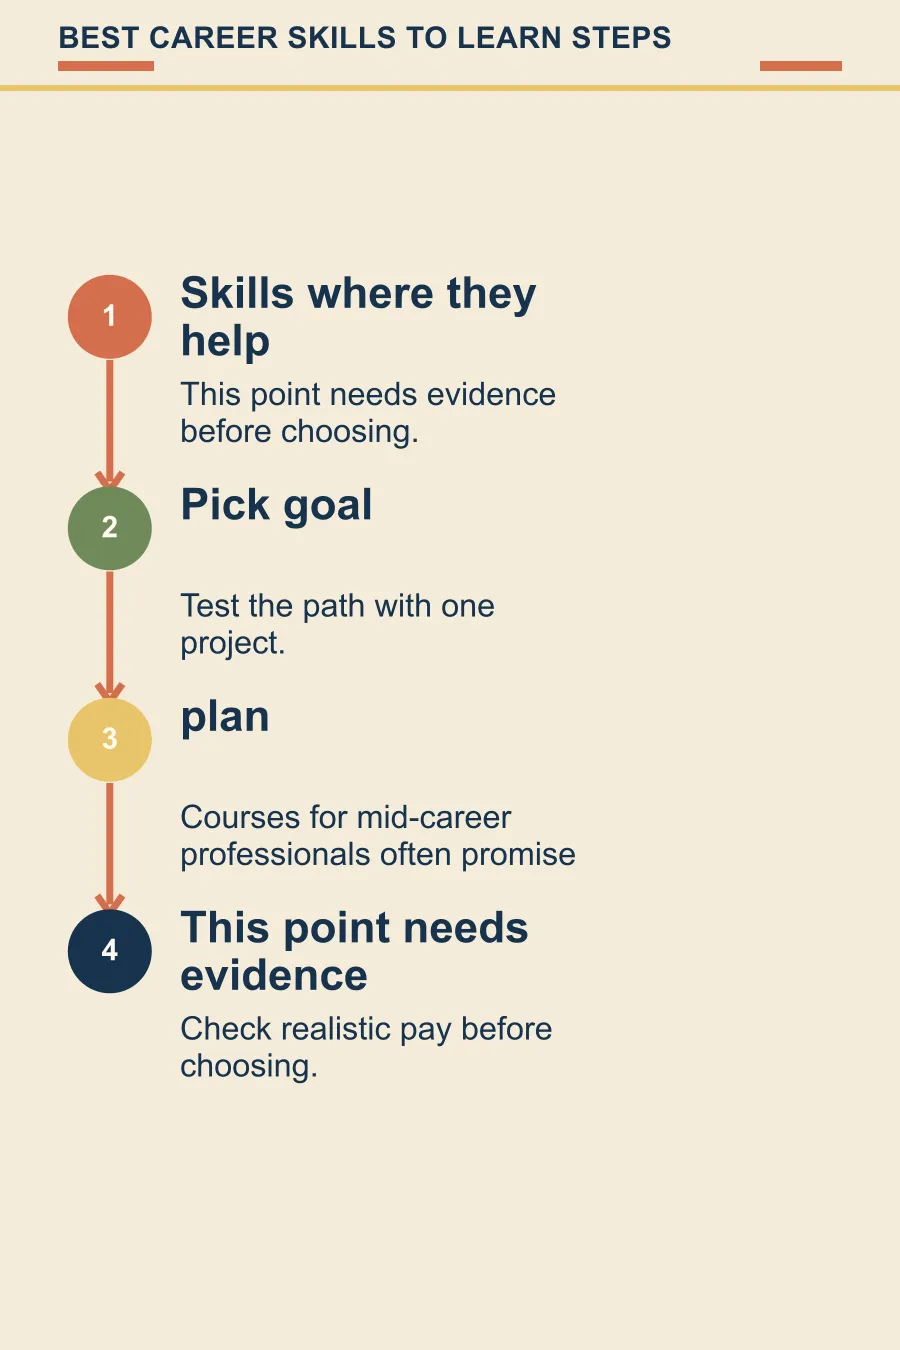 BEST CAREER SKILLS TO LEARN STEPS
1
Skills where they
help
This point needs evidence
before choosing.
2
Pick goal
Test the path with one
project.
3
plan
Courses for mid-career
professionals often promise
4
This point needs
evidence
Check realistic pay before
choosing.